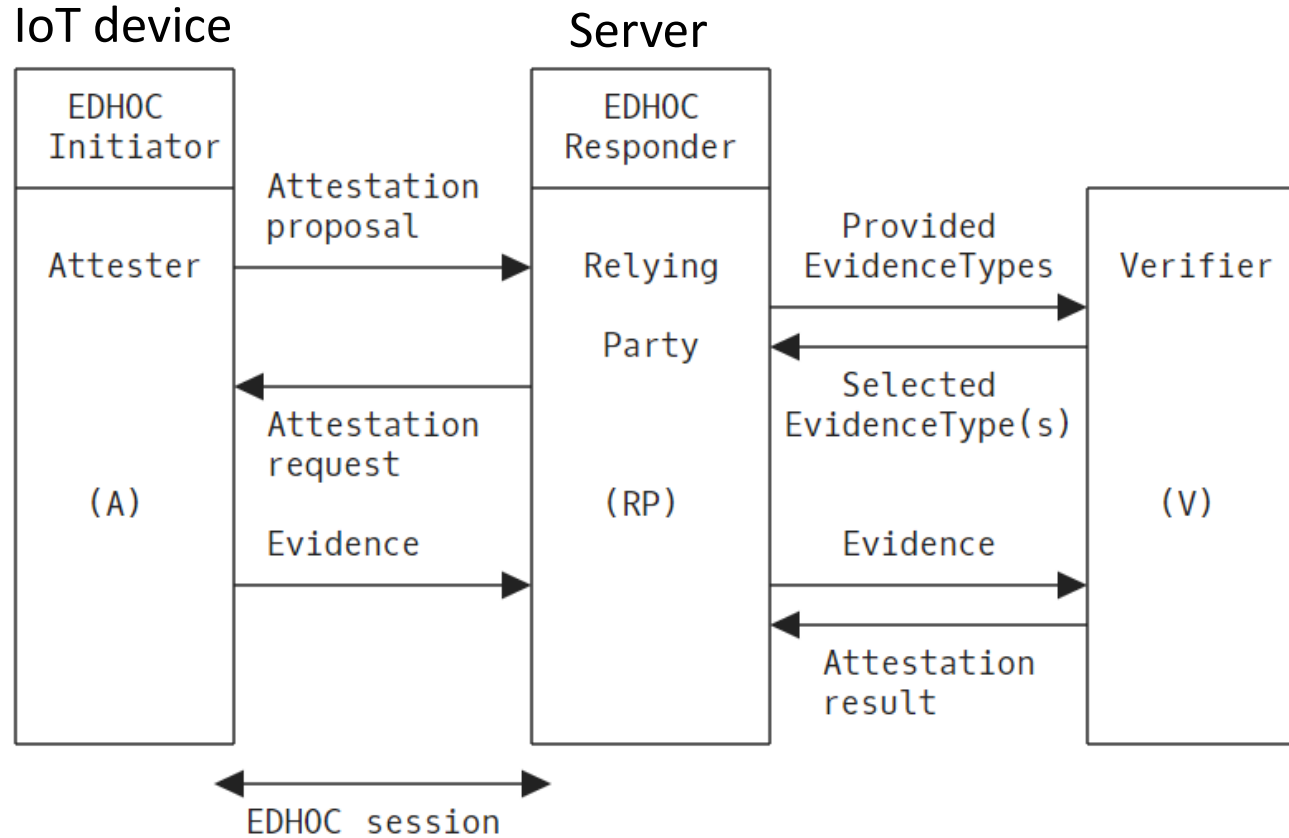 IoT device
Server
EDHOC
Initiator
EDHOC
Responder
Attestation
proposal
Provided
EvidenceTypes
Attester
Relying
Verifier
Party
Selected
EvidenceType(s)
Attestation
request
(A)
(RP)
(V)
Evidence
Evidence
Attestation
result
EDHOC session